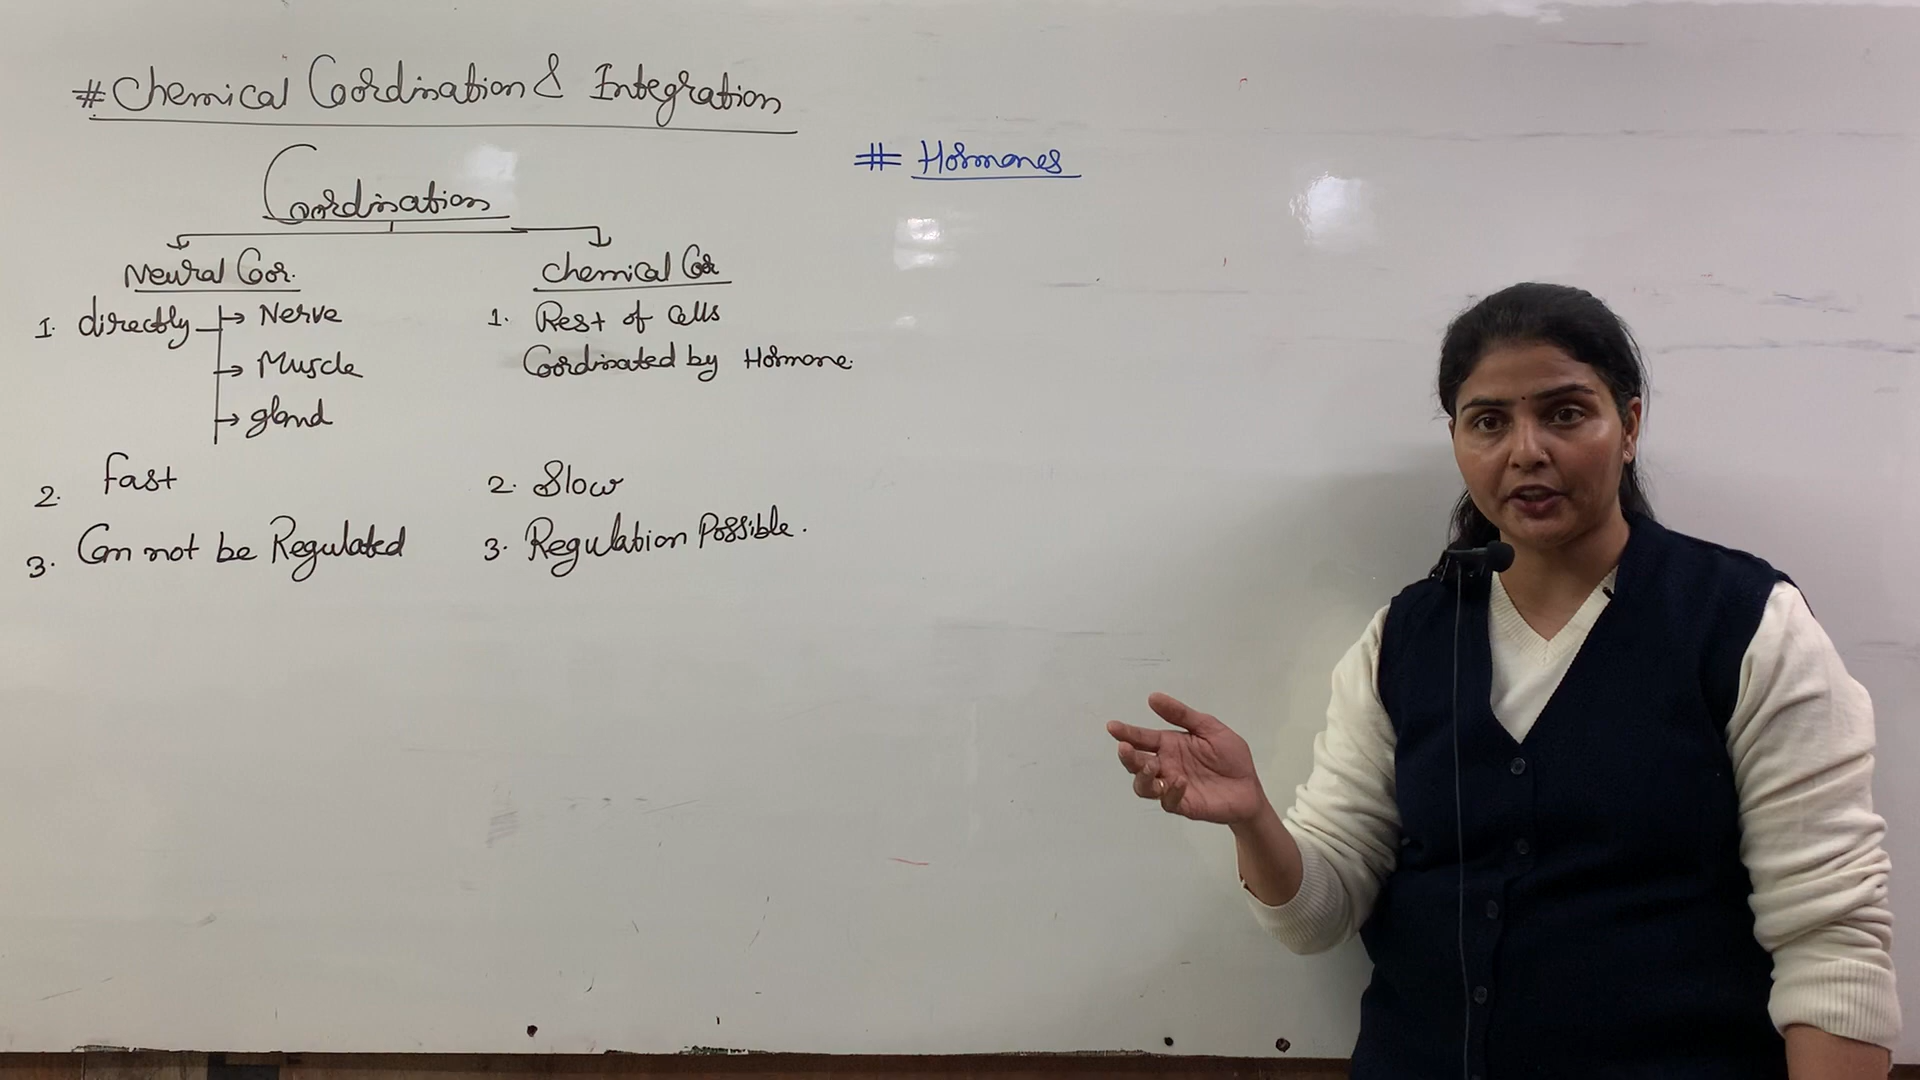 # Chemical Coordination & Integration
# Hormones
Coordination
Neural Coor.
1. directly → Nerve
→ Muscle
→ gland
2. fast
3. Can not be Regulated
Chemical Cor
1. Rest of Cells
Coordinated by Hormone.
2. Slow
3. Regulation Possible.